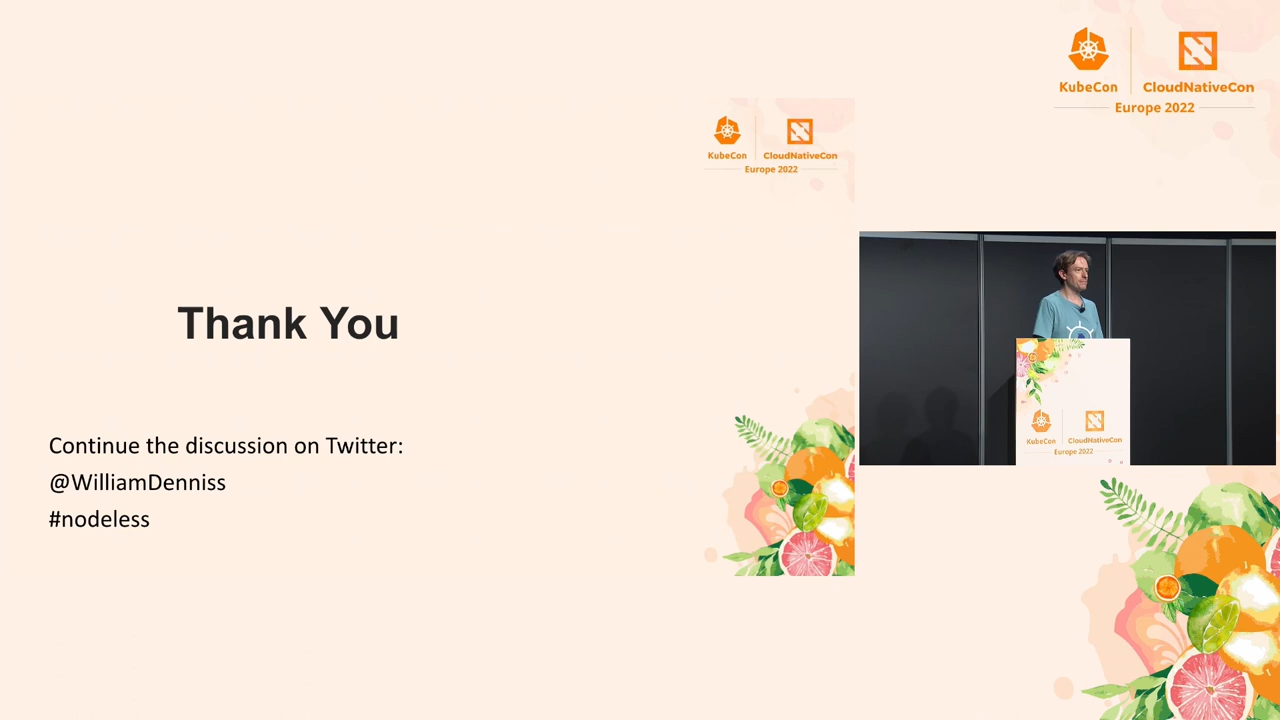 KubeCon
CloudNativeCon
Europe 2022
KubeCon
CloudNativeCon
Europe 2022
Thank You
Continue the discussion on Twitter:
@WilliamDenniss
#nodeless
KubeCon
CloudNativeCon
Europe 2022